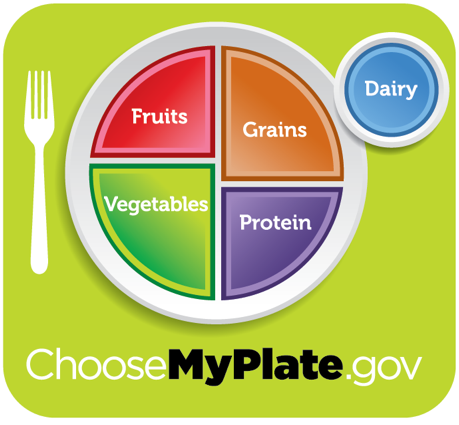 Fruits
Grains
Dairy
Vegetables
Protein
ChooseMyPlate.gov